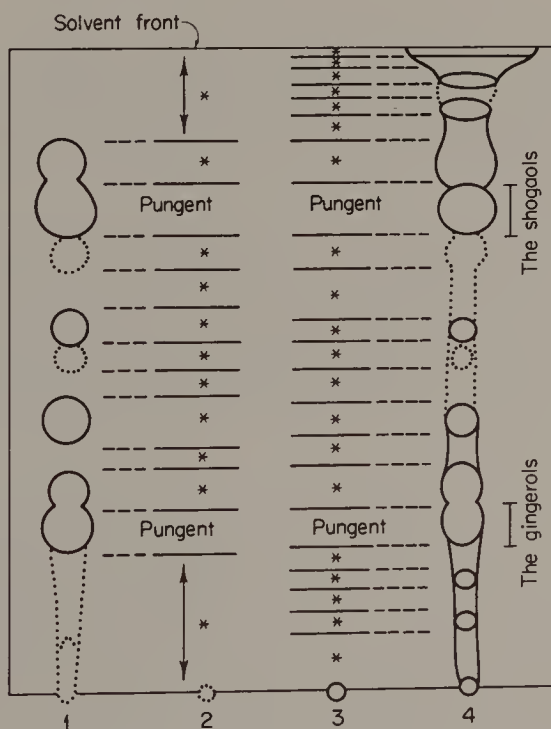 Solvent front
Pungent
Pungent
The shogaols
Pungent
Pungent
The gingerols
1
2
3
4